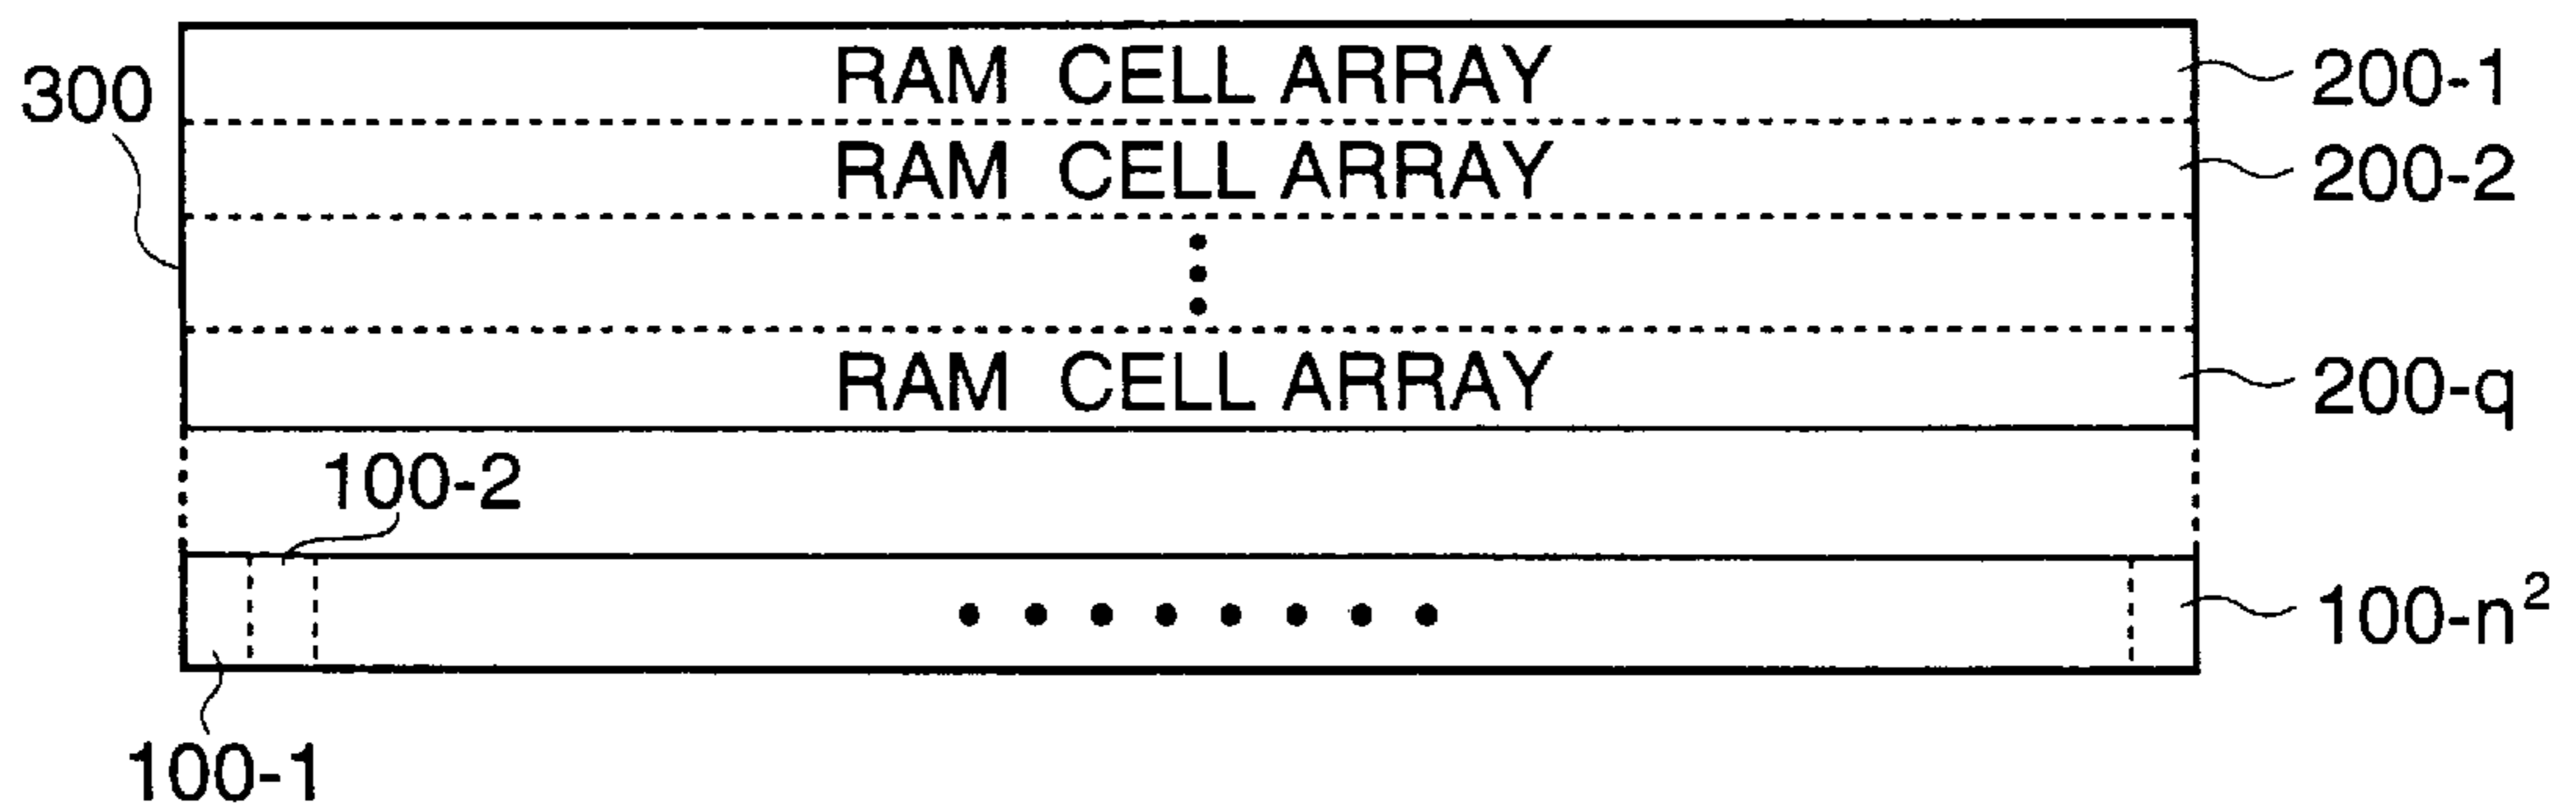 RAM CELL ARRAY 200-1
300
RAM CELL ARRAY 200-2
RAM CELL ARRAY 200-q
100-2
100-n²
100-1